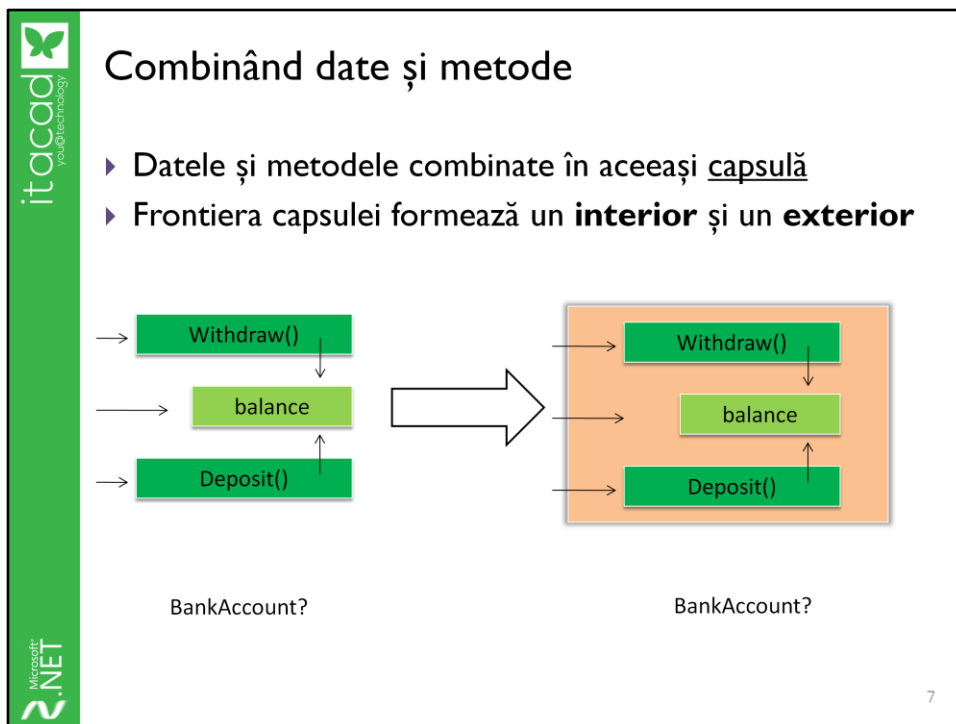 Combinând date și metode
Datele și metodele combinate în aceeași capsulă
Frontiera capsulei formează un interior și un exterior
Withdraw()
balance
Deposit()
BankAccount?
Withdraw()
balance
Deposit()
BankAccount?
itacad
you@technology
Microsoft®
.NET
7